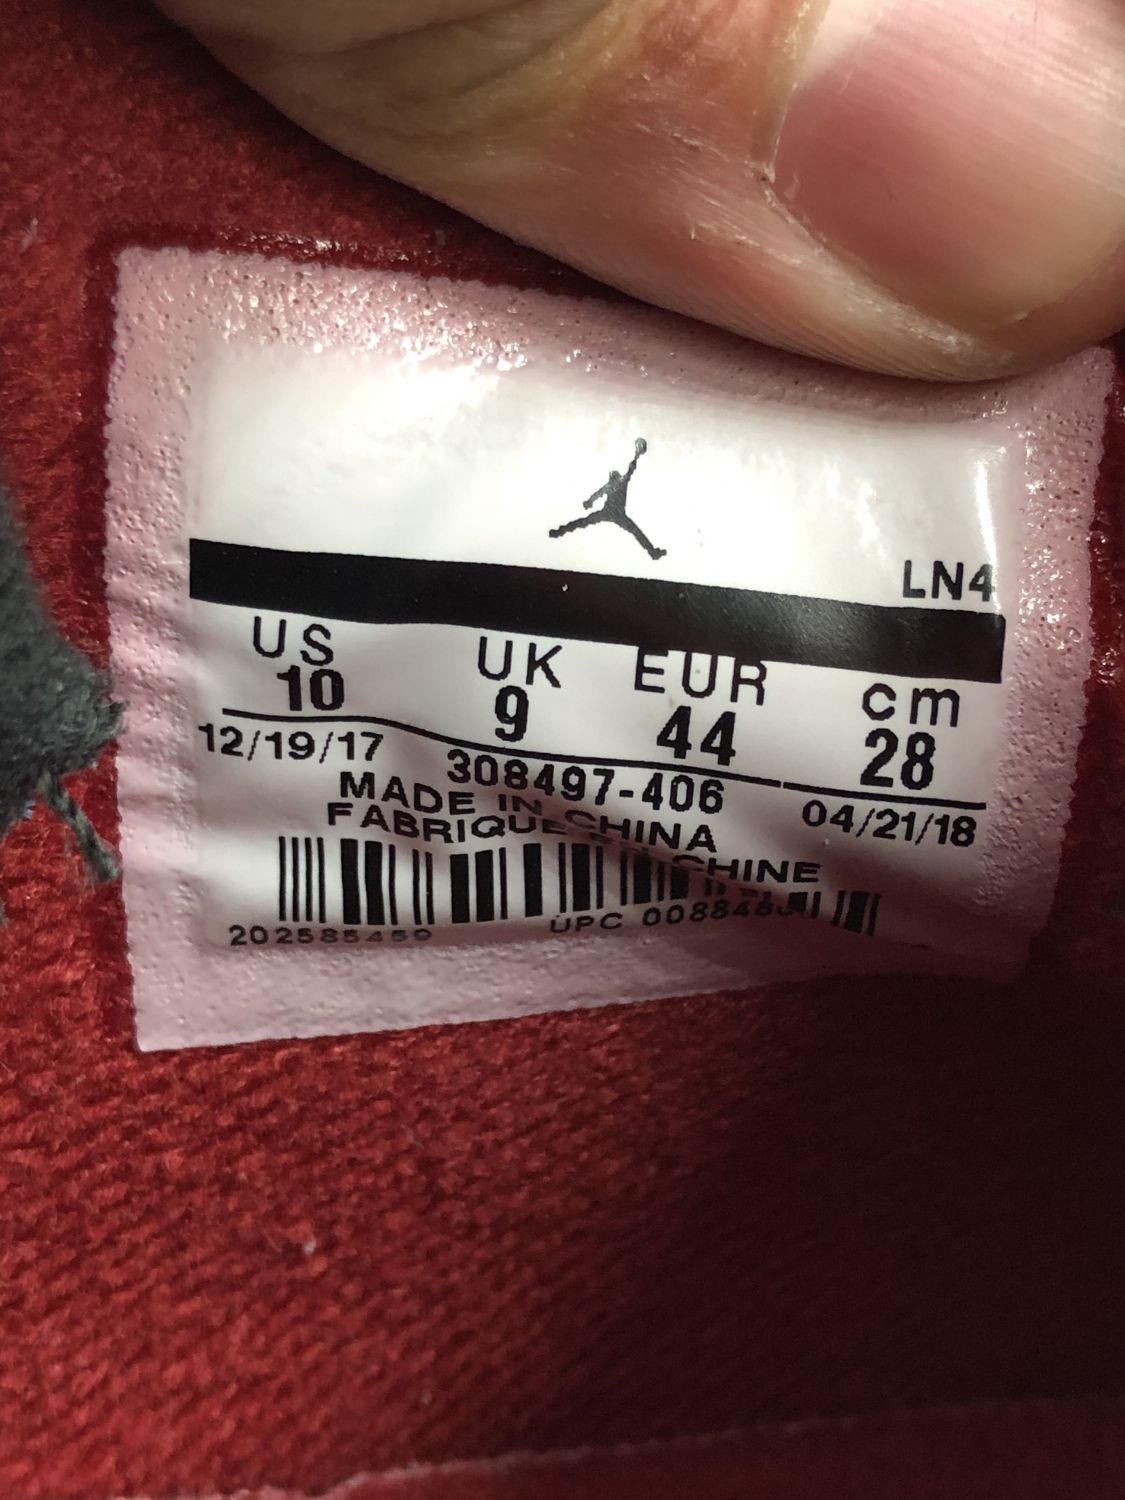 LN4
US UK EUR cm
10 9 44 28
12/19/17 308497-406 04/21/18
MADE IN CHINA
FABRIQUE CHINE
202585459
UPC 00884